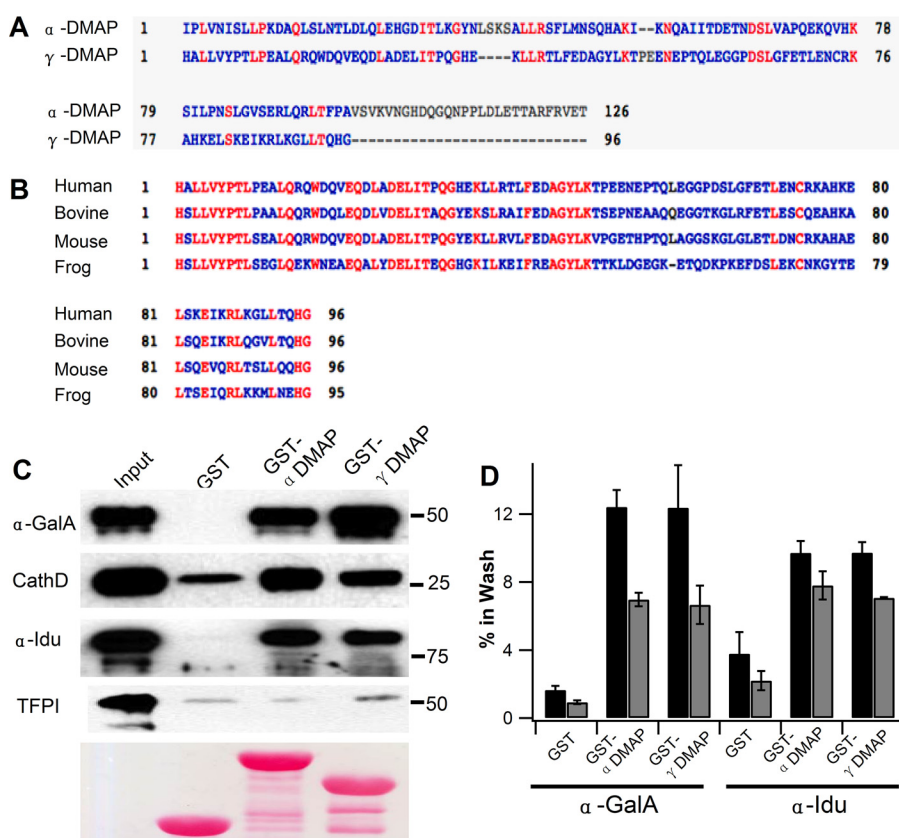 A
α-DMAP 1 IPLVNISLLPKDAQLSLNTLDLQLEHGDITLKGYNLSKSALLRSFLMNSQHAKI--KNQAIITDETNDSLVAPQEKQVHK 78
γ-DMAP 1 HALLVYPTLPEALQRQWDQVEQDLADELITPQGHE----KLLRTLFEDAGYLKTPEENEPTQLEGGPDSLGFETLENCRK 76
α-DMAP 79 SILPNSLGVSERLQRLTFPAVSVKVNGHDQGQNPPLDLETTARFRVET 126
γ-DMAP 77 AHKELSKEIKRLKGLLTQHG---------------------------- 96
B
Human 1 HALLVYPTLPEALQRQWDQVEQDLADELITPQGHEKLLRTLFEDAGYLKTPEENEPTQLEGGPDSLGFETLENCRKAHKE 80
Bovine 1 HSLLVYPTLPAALQRQWDQLEQDLVDELITAQGYEKSLRAIFEDAGYLKTSEPNEAAQQEGGTKGLRFETLESCQEAHKA 80
Mouse 1 HSLLVYPTLSEALQRQWDQVEQDLADELITAQGYEKLLRVLFEDAGYLKVPGETHPTQLAGGSKGLGLETLDNCRKAHAE 80
Frog 1 HSLLVYPTLSEGLQEKWNEAEQALYDELITEQGHGKILKEIFREAGYLKTTKLDGEGK-ETQDKPKEFDSLEKCNKGYTE 79
Human 81 LSKEIKRLKGLLTQHG 96
Bovine 81 LSQEIKRLQGVLTQHG 96
Mouse 81 LSQEVQRLTSLLQQHG 96
Frog 80 LTSEIQRLKKMLNEHG 95
C
Input GST GST-α DMAP GST-γ DMAP
α-GalA 50
CathD 25
α-Idu 75
TFPI 50
D
% in Wash
12
8
4
0
GST GST-α DMAP GST-γ DMAP GST GST-α DMAP GST-γ DMAP
α-GalA α-Idu